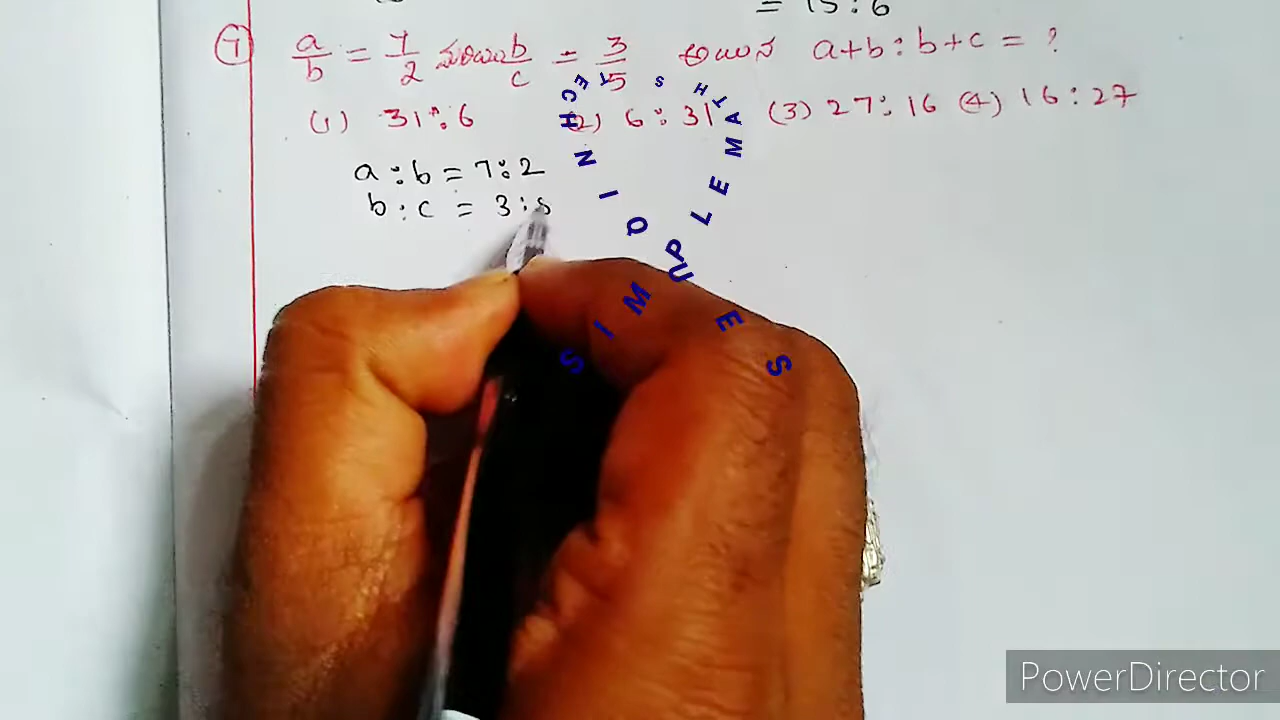 = 15 : 6
7) a/b = 7/2 మరియు b/c = 3/5 అయిన a+b : b+c = ?
(1) 31 : 6 (2) 6 : 31 (3) 27 : 16 (4) 16 : 27
a : b = 7 : 2
b : c = 3 : 5
SIMPLE MATHS TECHNIQUES
PowerDirector